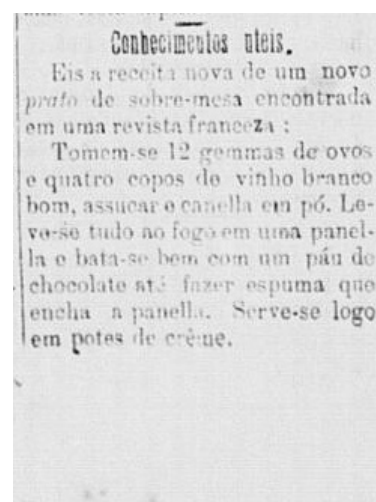 Conhecimentos uteis.
Eis a receita nova de um novo
prato de sobre-mesa encontrada
em uma revista franceza :
Tomem-se 12 gemmas de ovos
e quatro copos de vinho branco
bom, assucar e canella em pó. Le-
ve-se tudo ao fogo em uma panel-
la e bata-se bem com um páu de
chocolate até fazer espuma que
encha a panella. Serve-se logo
em potes de crême.